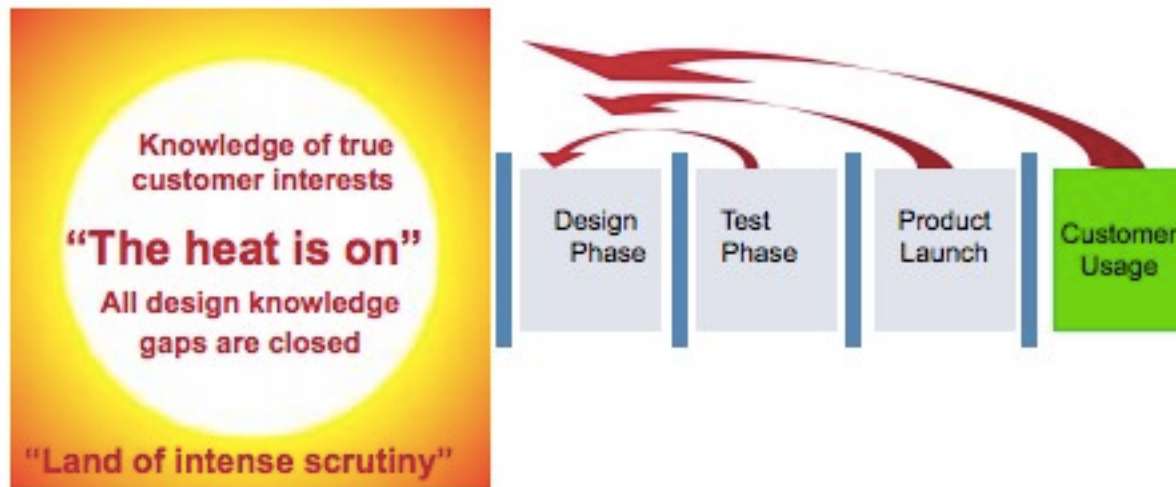 Knowledge of true
customer interests
“The heat is on”
All design knowledge
gaps are closed
“Land of intense scrutiny”
Design
Phase
Test
Phase
Product
Launch
Customer
Usage